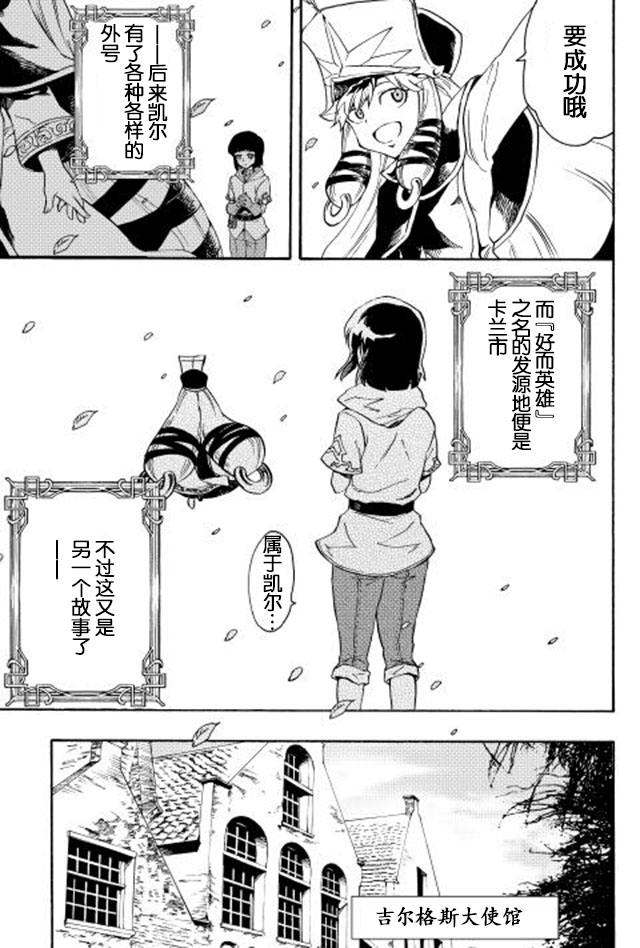 要成功哦
——后来凯尔
有了各种各样的
外号
而『好而英雄』
之名的发源地便是
卡兰市
属于凯尔…
不过这又是
另一个故事了
——
吉尔格斯大使馆